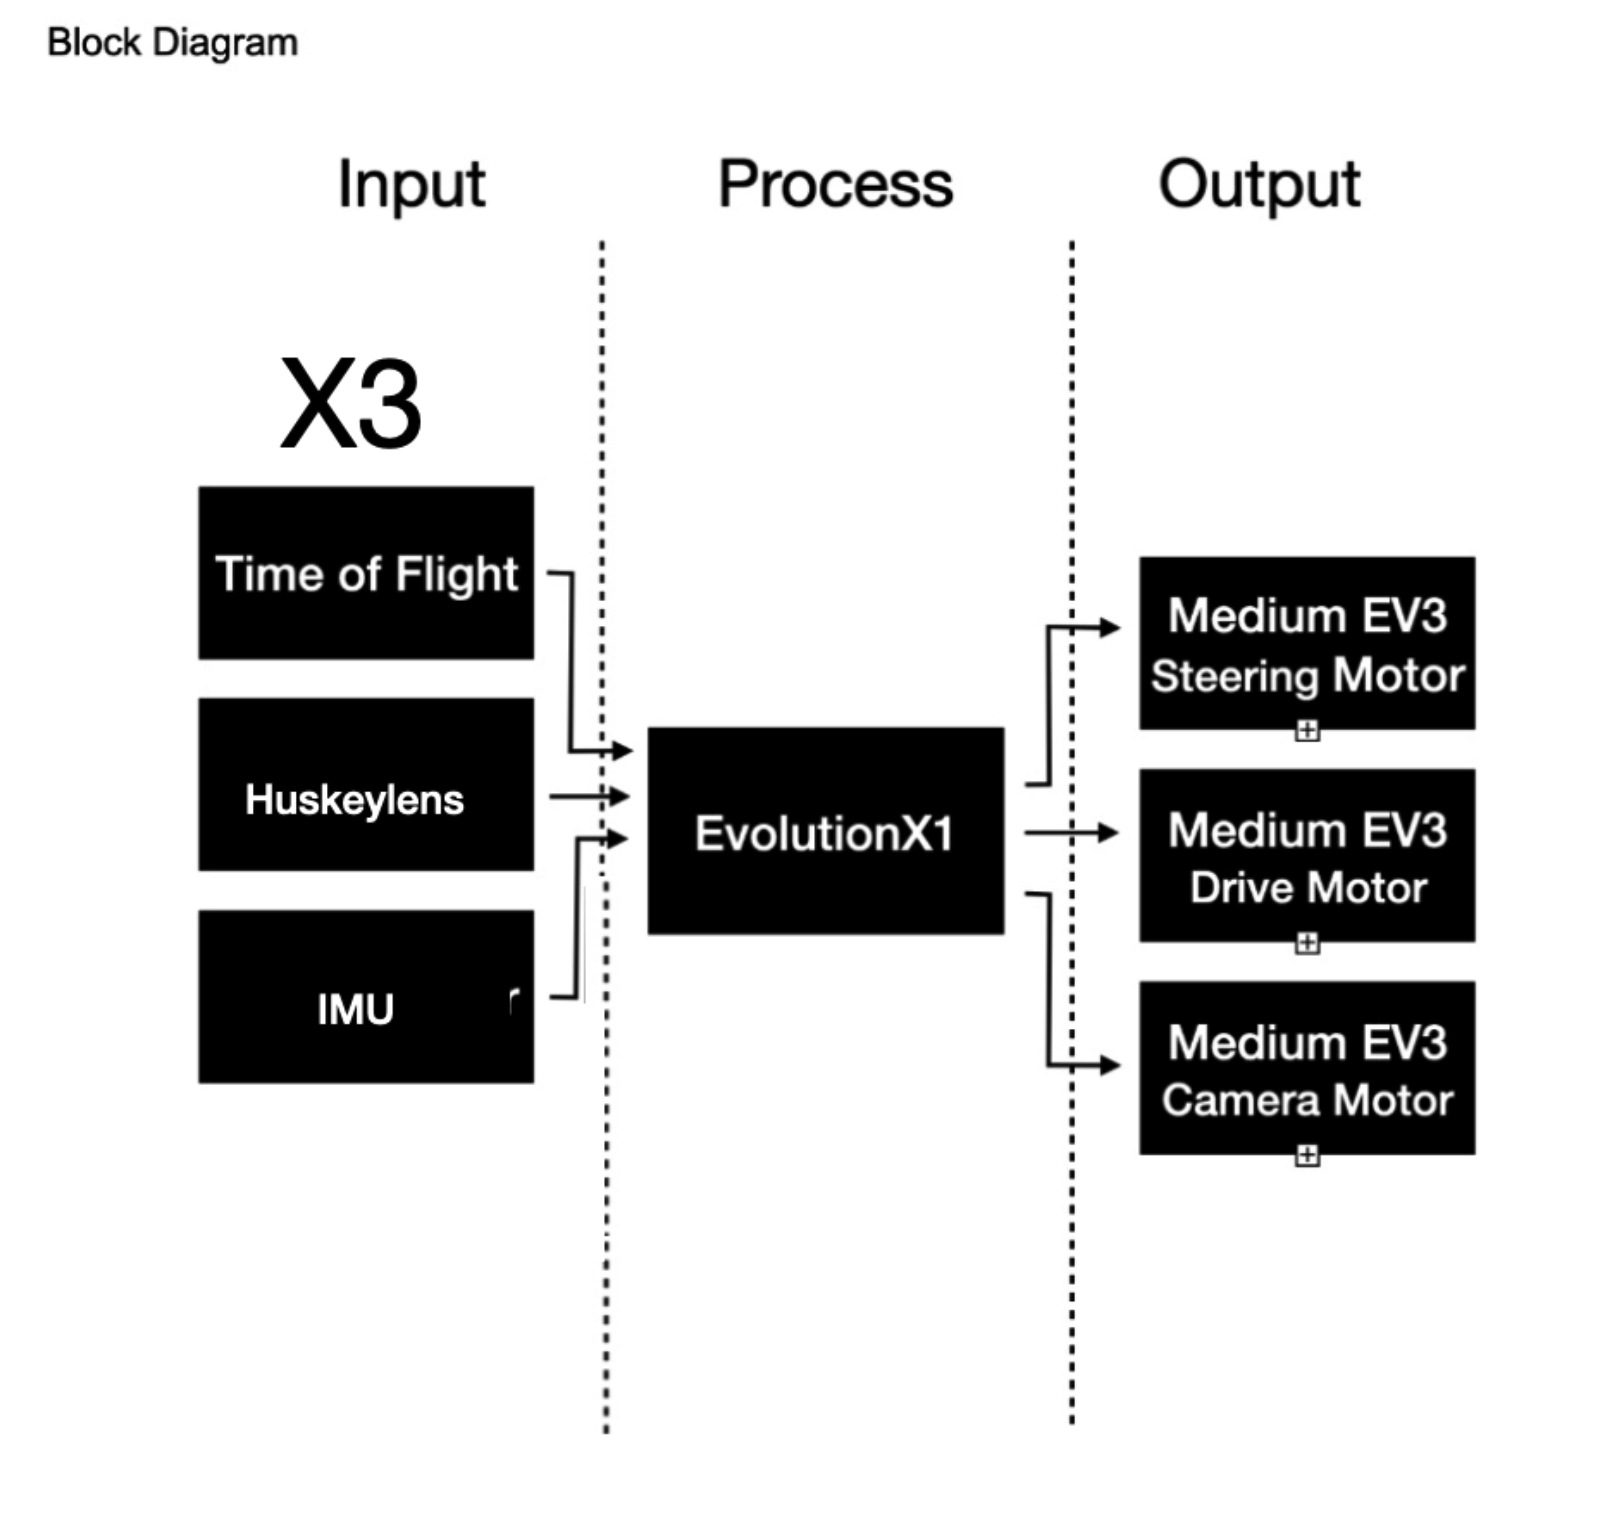 Block Diagram
Input
Process
Output
X3
Time of Flight
Huskeylens
IMU
r
EvolutionX1
Medium EV3
Steering Motor
Medium EV3
Drive Motor
Medium EV3
Camera Motor